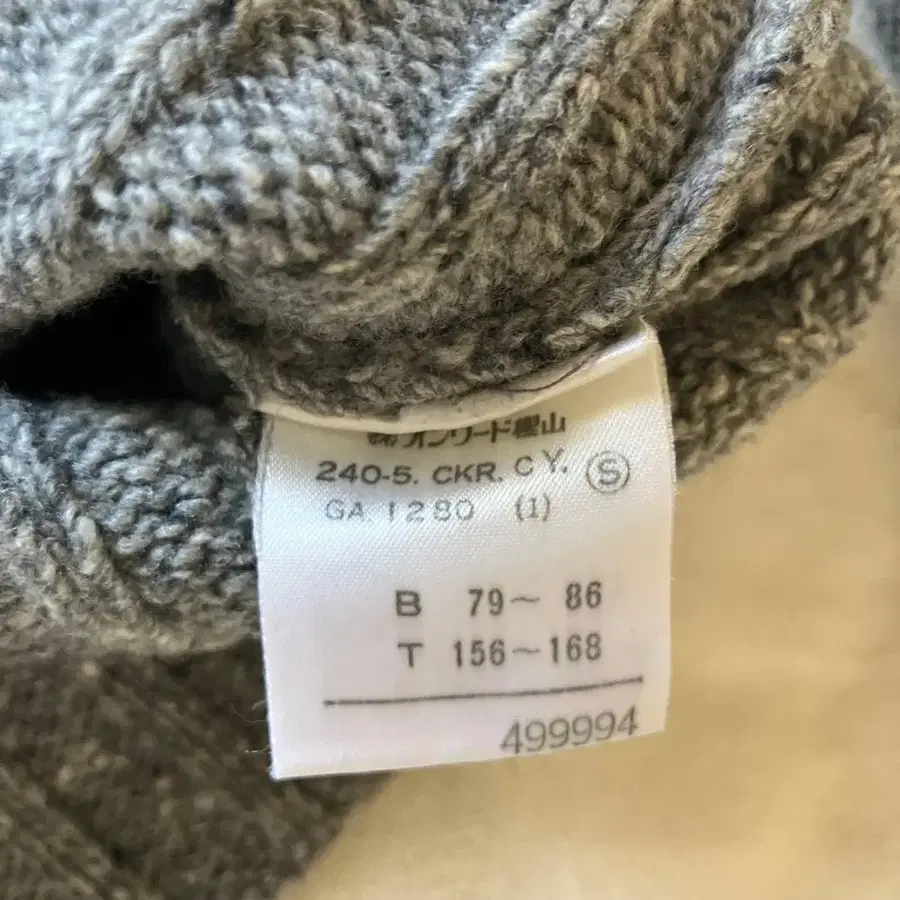 ㈱オンワード樫山
240-5. CKR. CY. Ⓢ
GA. 1280 (1)
B 79～ 86
T 156～168
499994